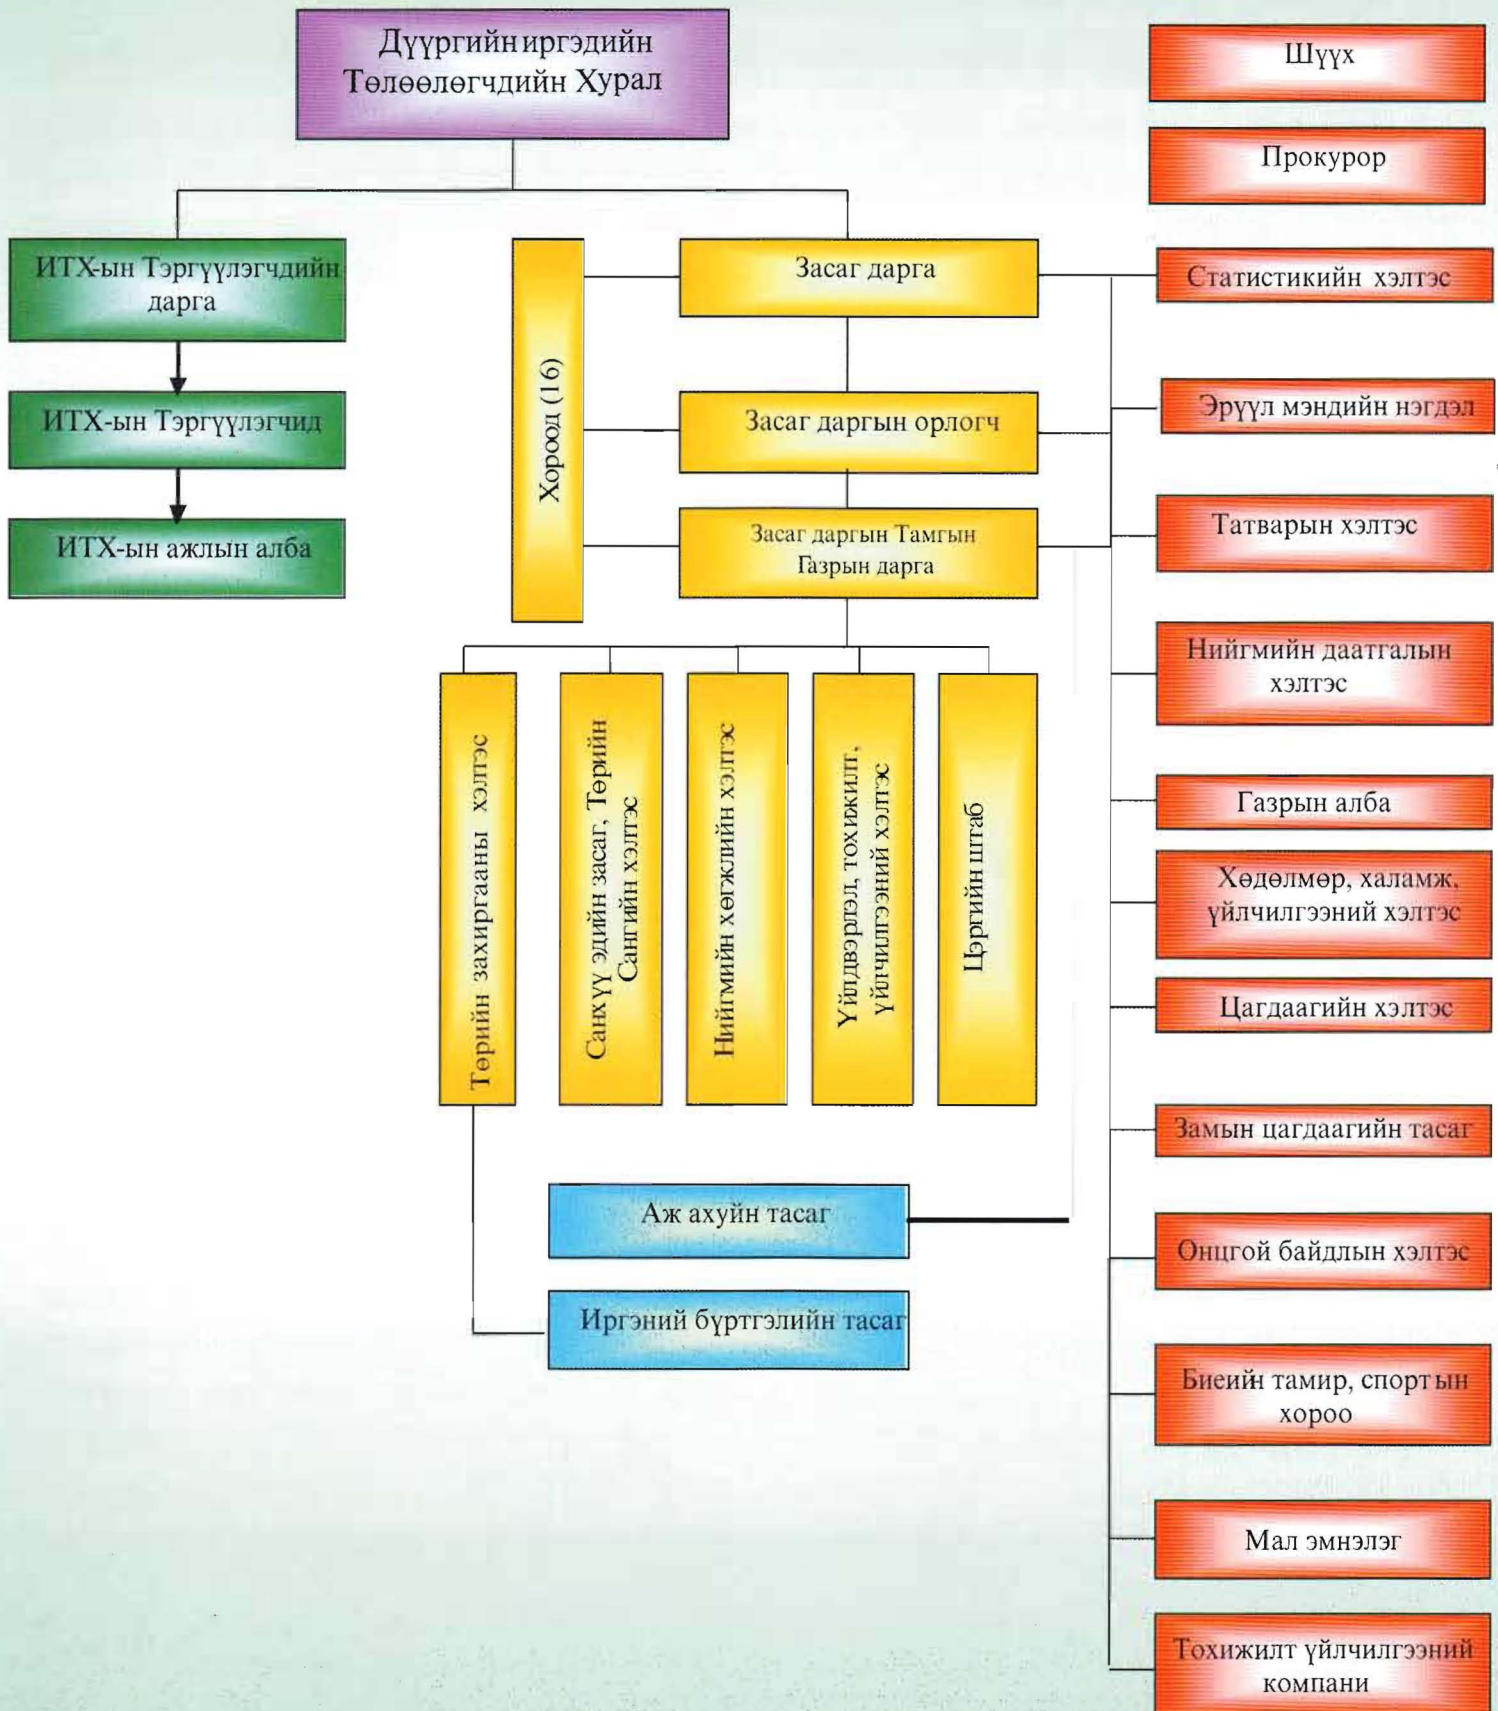 Дүүргийн иргэдийн
Төлөөлөгчдийн Хурал
Шүүх
Прокурор
ИТХ-ын Тэргүүлэгчдийн
дарга
ИТХ-ын Тэргүүлэгчид
ИТХ-ын ажлын алба
Хороод (16)
Засаг дарга
Засаг даргын орлогч
Засаг даргын Тамгын
Газрын дарга
Төрийн захиргааны хэлтэс
Санхүү эдийн засаг, Төрийн
Сангийн хэлтэс
Нийгмийн хөгжлийн хэлтэс
Үйлдвэрлэл, тохижилт,
үйлчилгээний хэлтэс
Цэргийн штаб
Аж ахуйн тасаг
Иргэний бүртгэлийн тасаг
Статистикийн хэлтэс
Эрүүл мэндийн нэгдэл
Татварын хэлтэс
Нийгмийн даатгалын
хэлтэс
Газрын алба
Хөдөлмөр, халамж,
үйлчилгээний хэлтэс
Цагдаагийн хэлтэс
Замын цагдаагийн тасаг
Онцгой байдлын хэлтэс
Биеийн тамир, спортын
хороо
Мал эмнэлэг
Тохижилт үйлчилгээний
компани